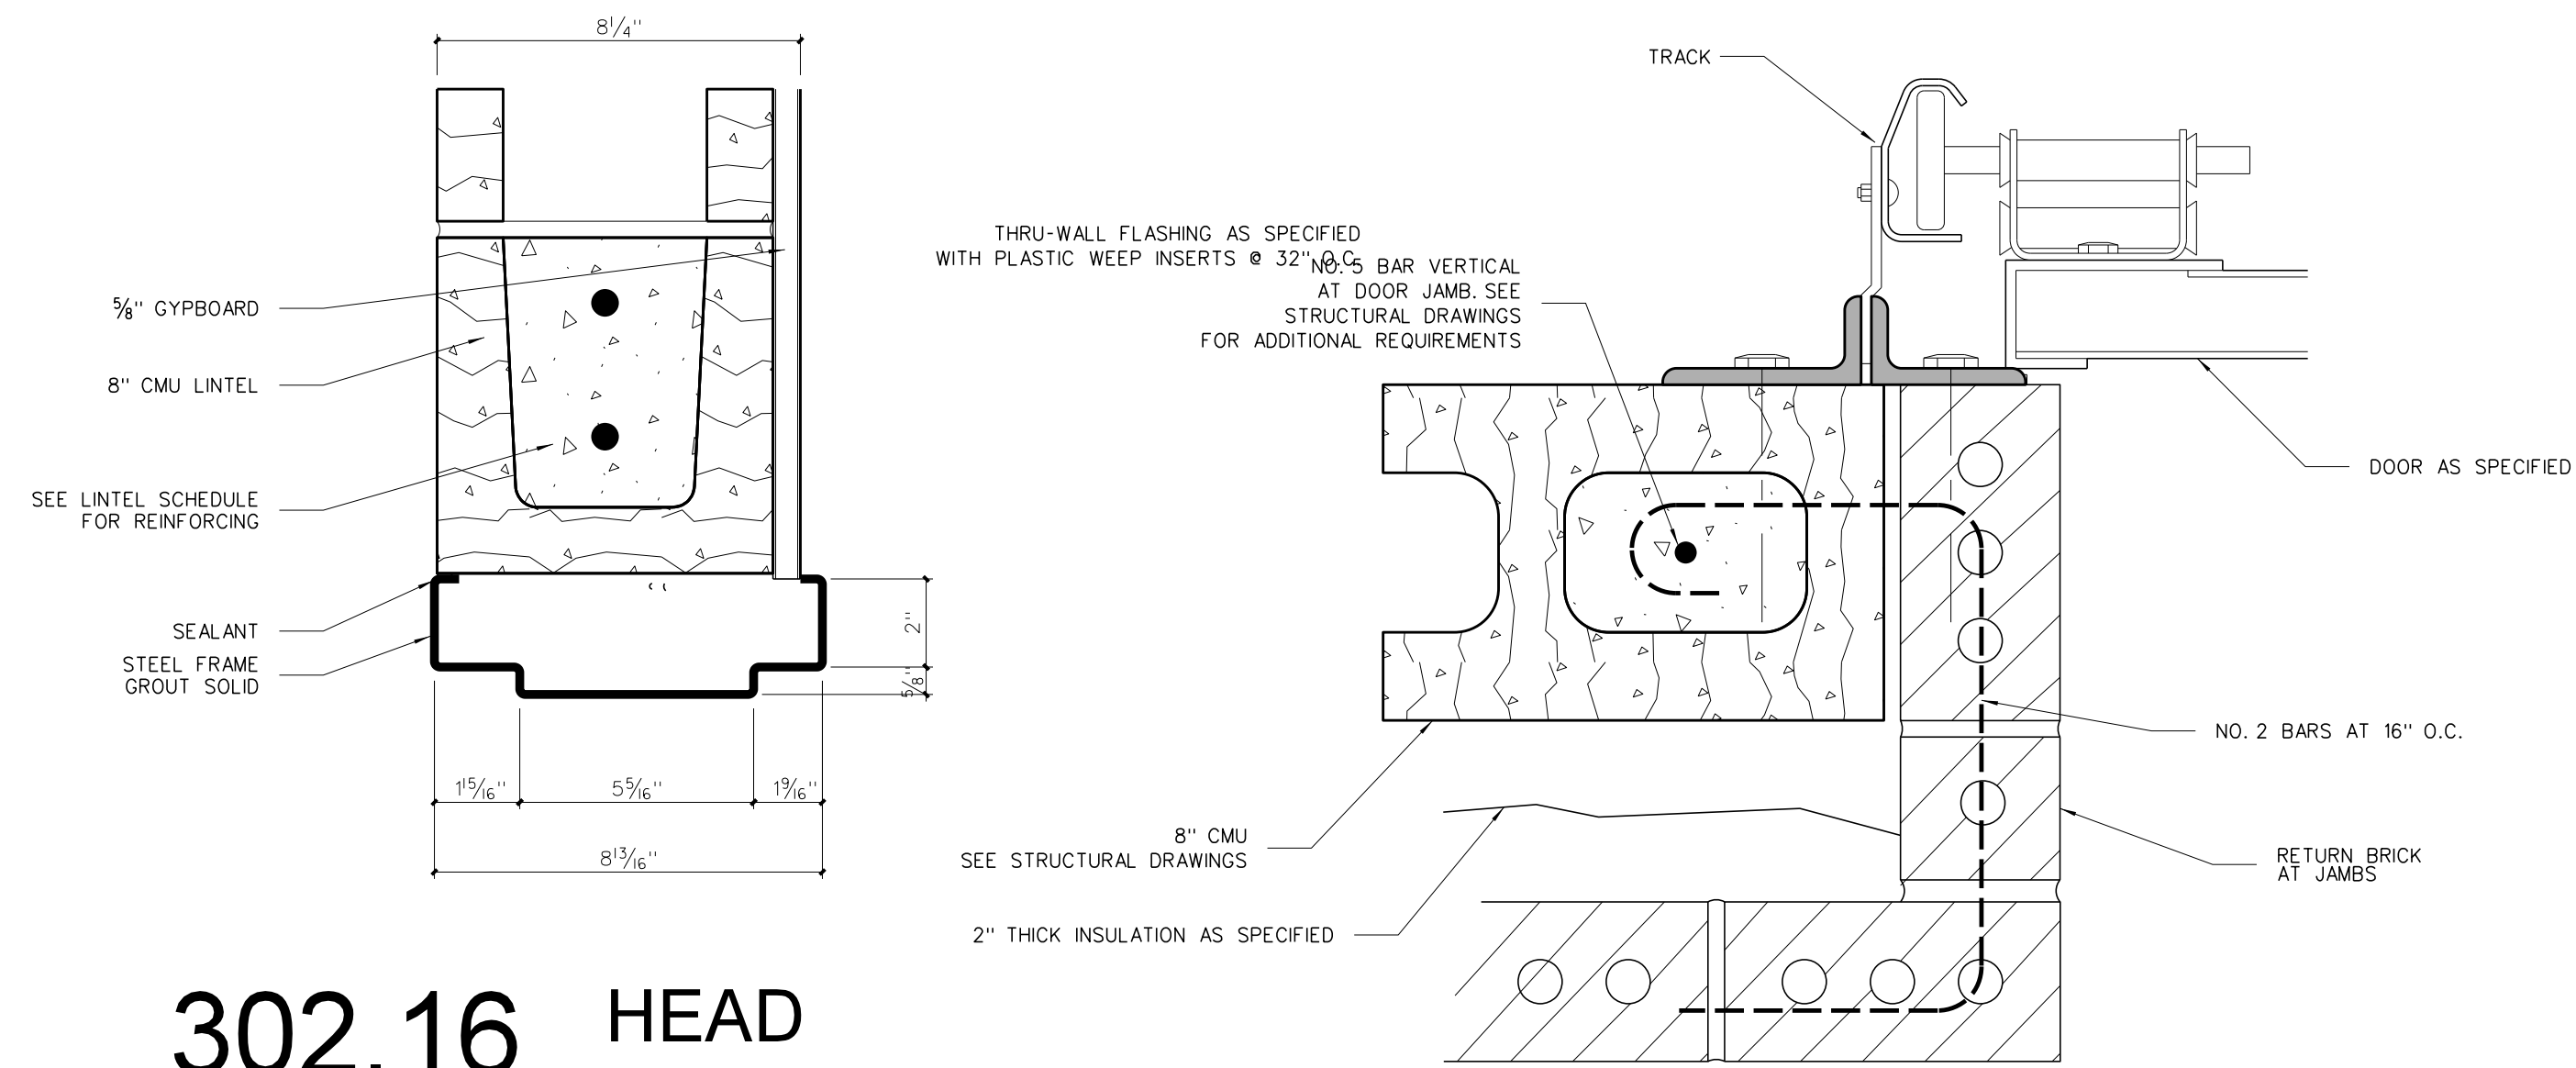 8 1/4"
5/8" GYPBOARD
8" CMU LINTEL
SEE LINTEL SCHEDULE
FOR REINFORCING
SEALANT
STEEL FRAME
GROUT SOLID
2"
5/8"
1 15/16"
5 5/16"
1 9/16"
8 13/16"
302.16
HEAD
TRACK
THRU-WALL FLASHING AS SPECIFIED
WITH PLASTIC WEEP INSERTS @ 32" O.C.
NO. 5 BAR VERTICAL
AT DOOR JAMB. SEE
STRUCTURAL DRAWINGS
FOR ADDITIONAL REQUIREMENTS
DOOR AS SPECIFIED
NO. 2 BARS AT 16" O.C.
8" CMU
SEE STRUCTURAL DRAWINGS
RETURN BRICK
AT JAMBS
2" THICK INSULATION AS SPECIFIED